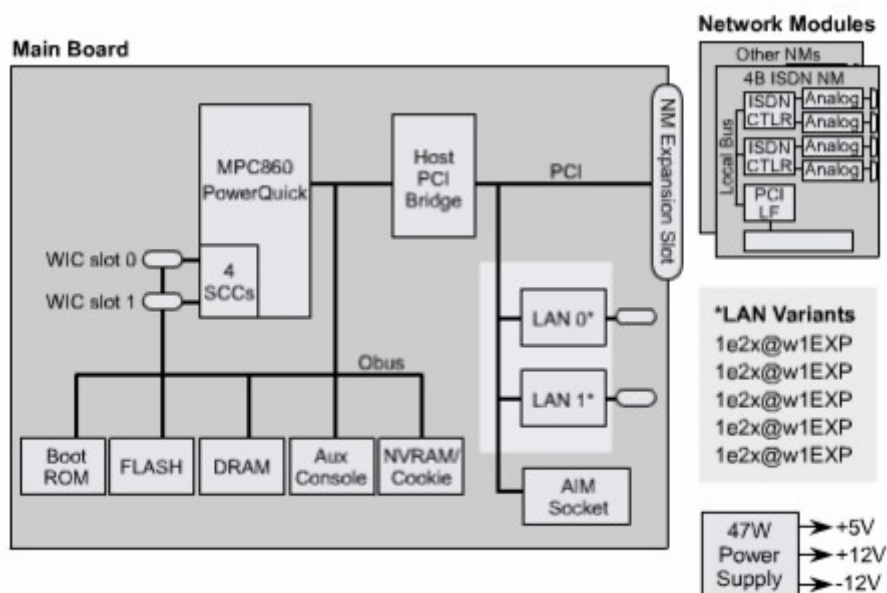 Network Modules
Main Board
Other NMs
4B ISDN NM
Local Bus
ISDN
CTLR
Analog
Analog
ISDN
CTLR
Analog
Analog
PCI
LF
MPC860
PowerQuick
4
SCCs
Host
PCI
Bridge
PCI
NM Expansion Slot
WIC slot 0
WIC slot 1
LAN 0*
LAN 1*
AIM
Socket
Obus
Boot
ROM
FLASH
DRAM
Aux
Console
NVRAM/
Cookie
*LAN Variants
1e2x@w1EXP
1e2x@w1EXP
1e2x@w1EXP
1e2x@w1EXP
1e2x@w1EXP
47W
Power
Supply
+5V
+12V
-12V